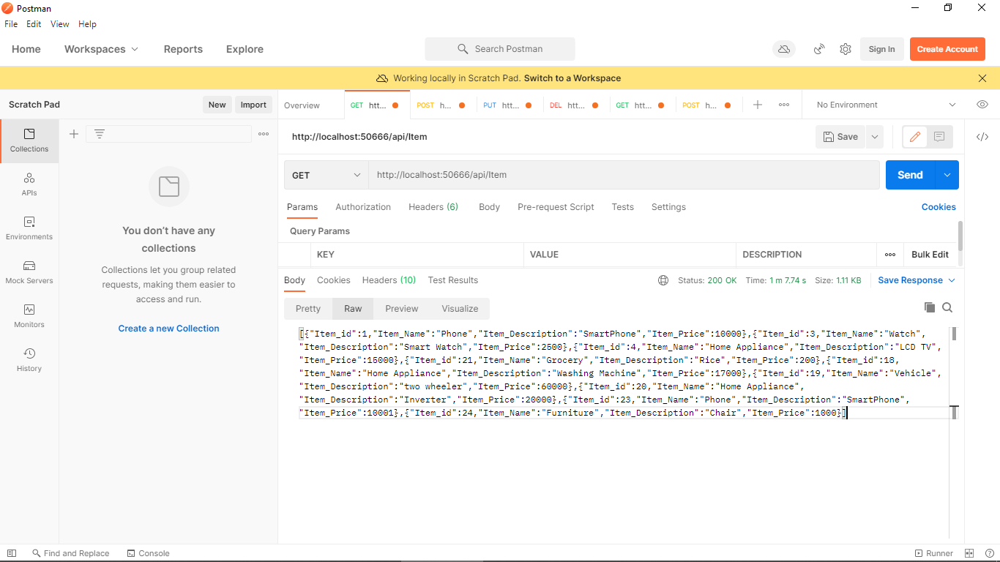 Postman
File Edit View Help
Home Workspaces Reports Explore Search Postman Sign In Create Account
Working locally in Scratch Pad. Switch to a Workspace
Scratch Pad New Import Overview GET htt... POST h... PUT htt... DEL htt... GET htt... POST h... No Environment
http://localhost:50666/api/Item Save
Collections
APIs
Environments
Mock Servers
Monitors
History
You don't have any
collections
Collections let you group related
requests, making them easier to
access and run.
Create a new Collection
GET http://localhost:50666/api/Item Send
Params Authorization Headers (6) Body Pre-request Script Tests Settings Cookies
Query Params
KEY VALUE DESCRIPTION Bulk Edit
Body Cookies Headers (10) Test Results Status: 200 OK Time: 1 m 7.74 s Size: 1.11 KB Save Response
Pretty Raw Preview Visualize
[{"Item_id":1,"Item_Name":"Phone","Item_Description":"SmartPhone","Item_Price":10000},{"Item_id":3,"Item_Name":"Watch",
"Item_Description":"Smart Watch","Item_Price":2500},{"Item_id":4,"Item_Name":"Home Appliance","Item_Description":"LCD TV",
"Item_Price":15000},{"Item_id":21,"Item_Name":"Grocery","Item_Description":"Rice","Item_Price":200},{"Item_id":18,
"Item_Name":"Home Appliance","Item_Description":"Washing Machine","Item_Price":17000},{"Item_id":19,"Item_Name":"Vehicle",
"Item_Description":"two wheeler","Item_Price":60000},{"Item_id":20,"Item_Name":"Home Appliance",
"Item_Description":"Inverter","Item_Price":20000},{"Item_id":23,"Item_Name":"Phone","Item_Description":"SmartPhone",
"Item_Price":10001},{"Item_id":24,"Item_Name":"Furniture","Item_Description":"Chair","Item_Price":1000}]
Find and Replace Console Runner